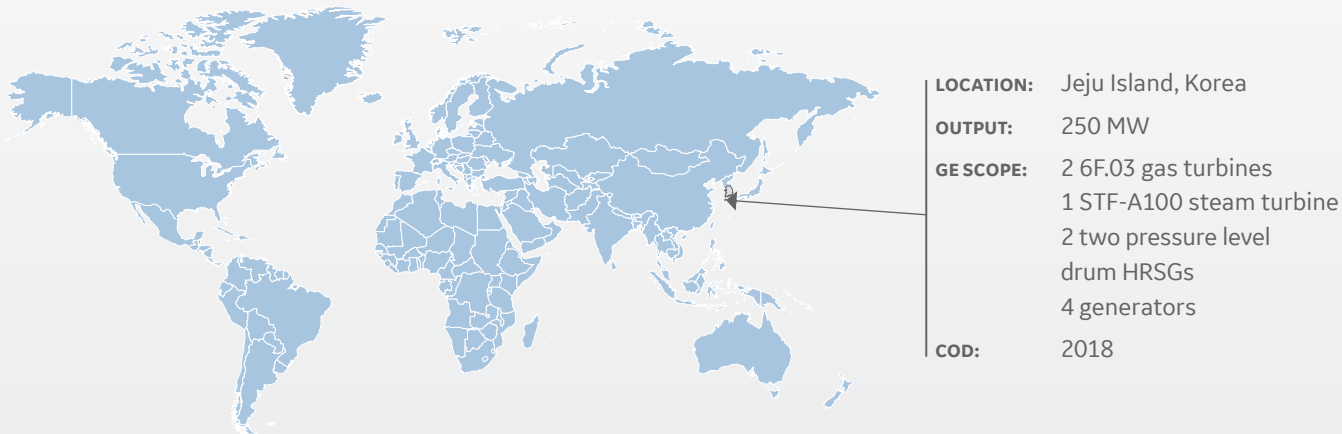 LOCATION: Jeju Island, Korea
OUTPUT: 250 MW
GE SCOPE: 2 6F.03 gas turbines
1 STF-A100 steam turbine
2 two pressure level
drum HRSGs
4 generators
COD: 2018